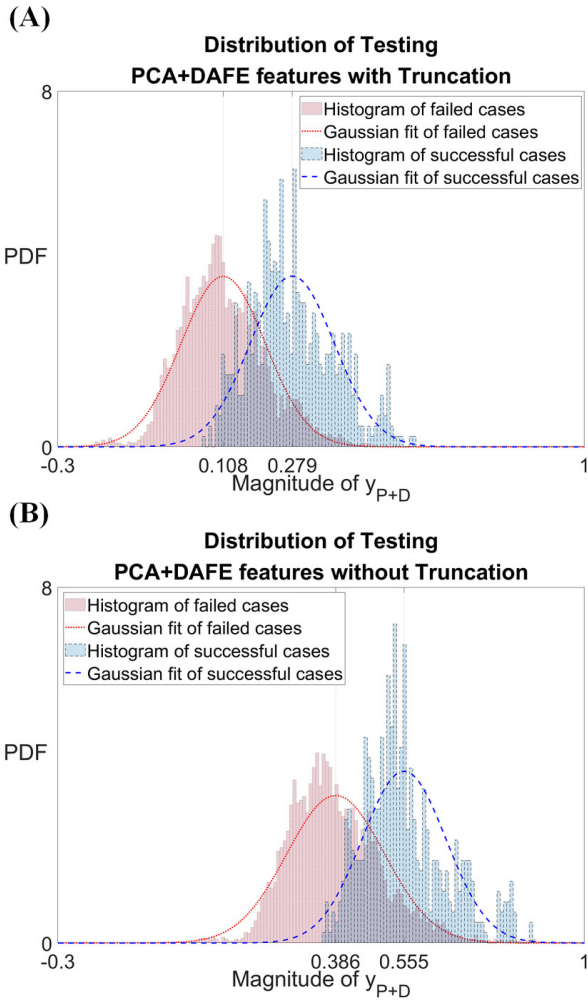 (A)
Distribution of Testing
PCA+DAFE features with Truncation
8
Histogram of failed cases
Gaussian fit of failed cases
Histogram of successful cases
Gaussian fit of successful cases
PDF
0
-0.3
0.108
0.279
1
Magnitude of y_{P+D}
(B)
Distribution of Testing
PCA+DAFE features without Truncation
8
Histogram of failed cases
Gaussian fit of failed cases
Histogram of successful cases
Gaussian fit of successful cases
PDF
0
-0.3
0.386
0.555
1
Magnitude of y_{P+D}